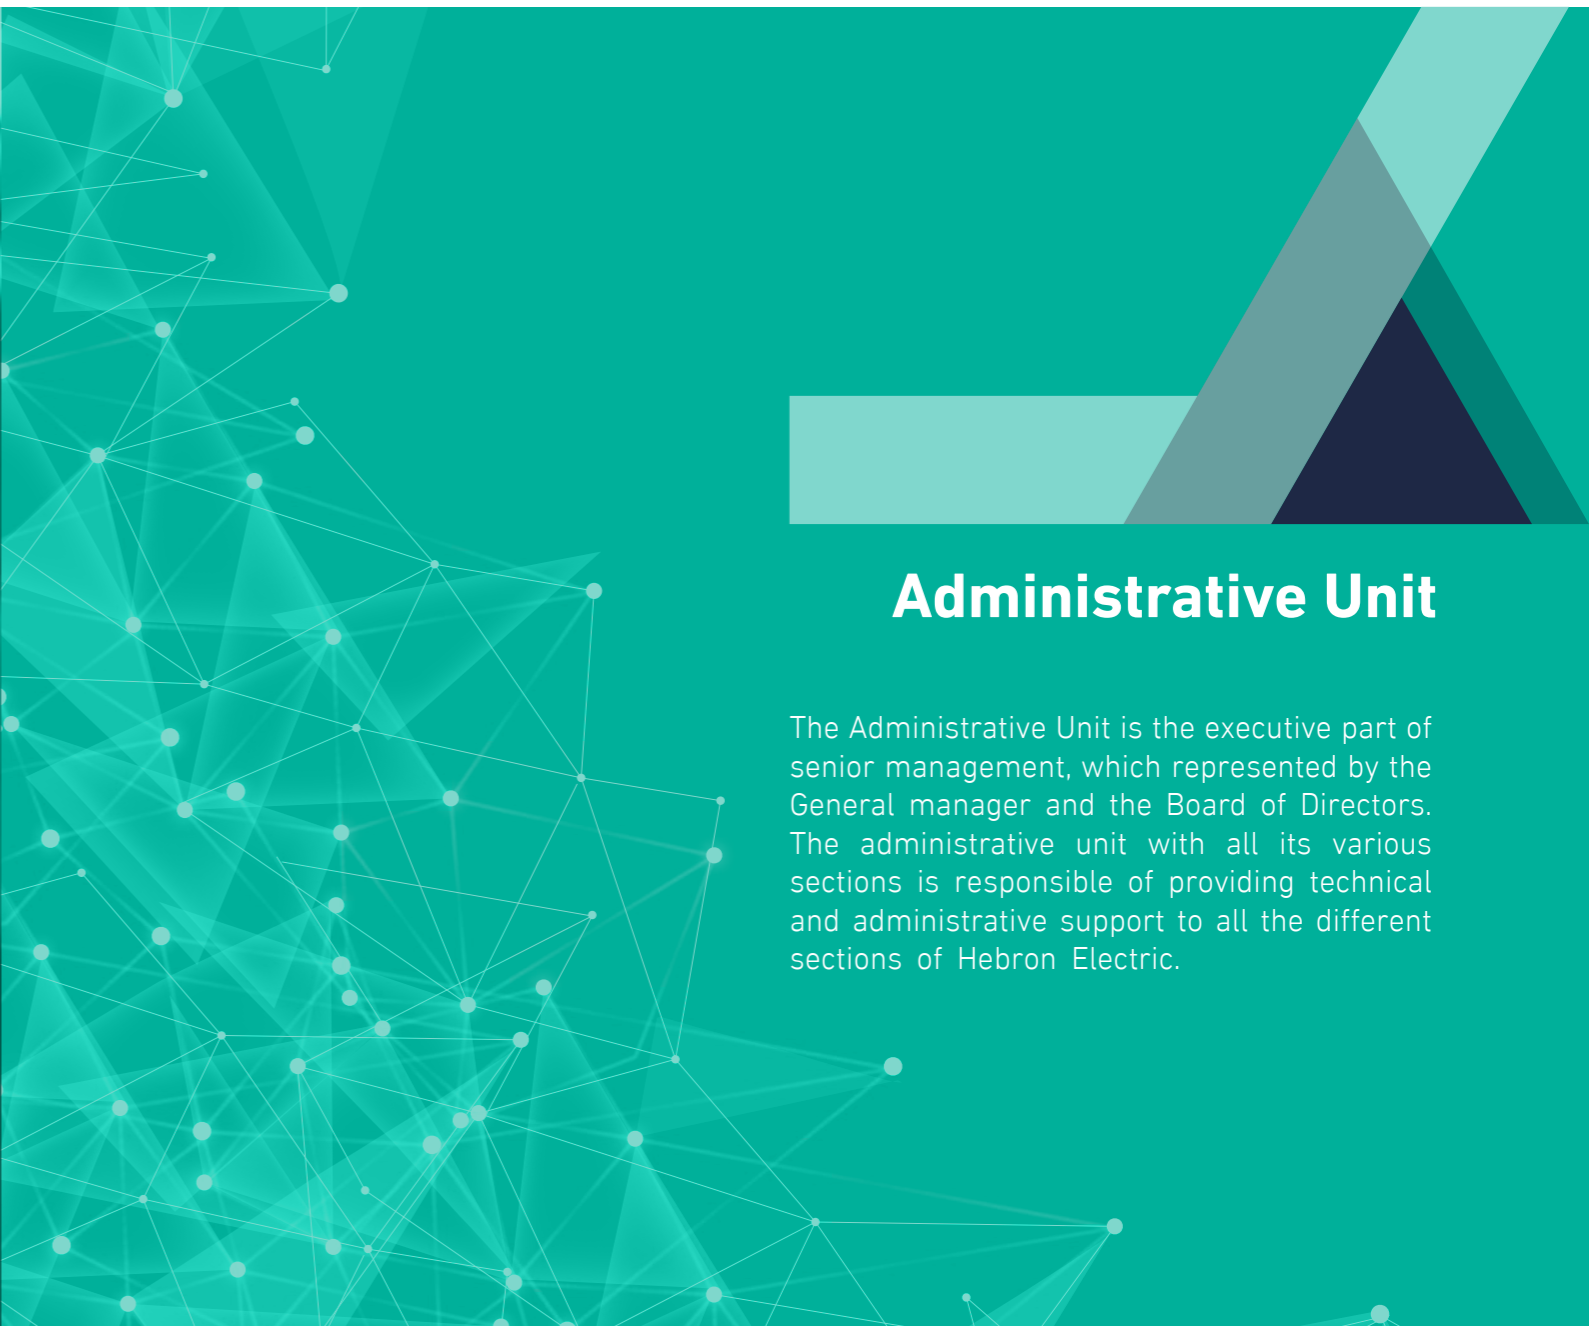 Administrative Unit
The Administrative Unit is the executive part of
senior management, which represented by the
General manager and the Board of Directors.
The administrative unit with all its various
sections is responsible of providing technical
and administrative support to all the different
sections of Hebron Electric.